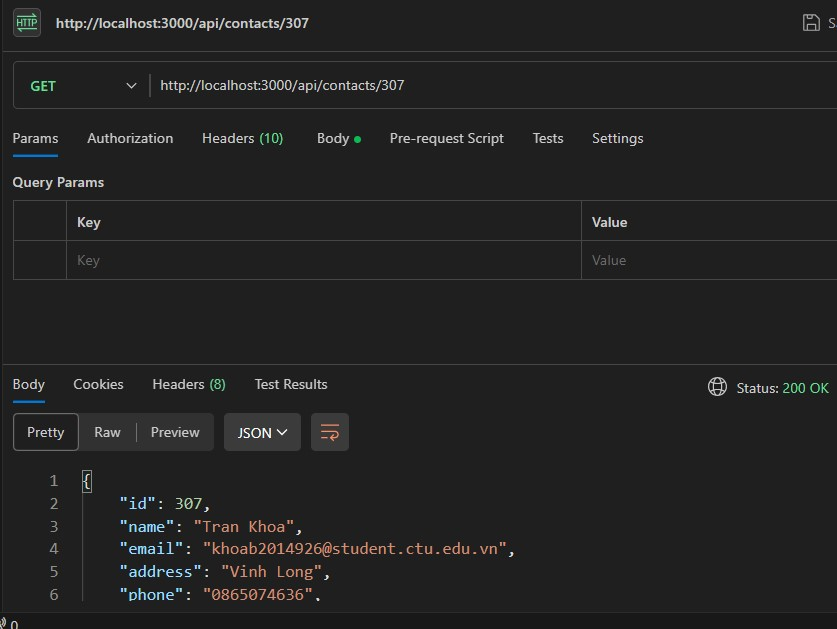 HTTP http://localhost:3000/api/contacts/307
GET http://localhost:3000/api/contacts/307
Params Authorization Headers (10) Body Pre-request Script Tests Settings
Query Params
Key Value
Key Value
Body Cookies Headers (8) Test Results Status: 200 OK
Pretty Raw Preview JSON
1 {
2 "id": 307,
3 "name": "Tran Khoa",
4 "email": "khoab2014926@student.ctu.edu.vn",
5 "address": "Vinh Long",
6 "phone": "0865074636",
0